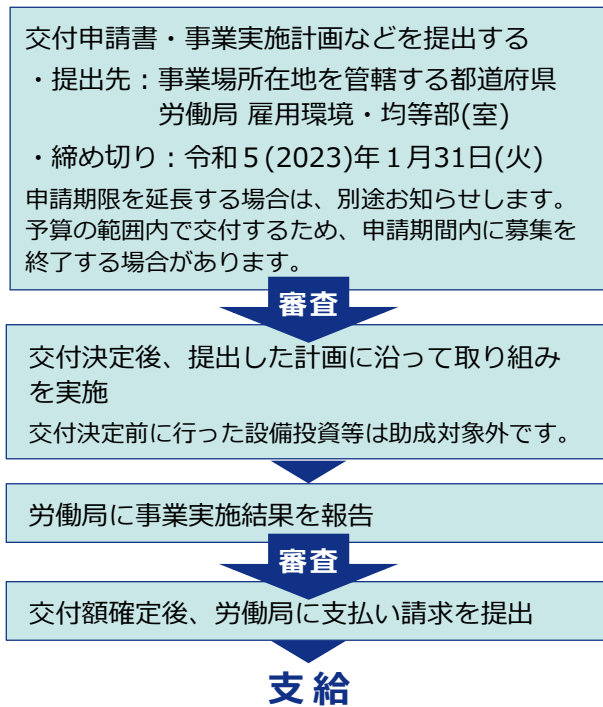 交付申請書・事業実施計画などを提出する
・提出先：事業場所在地を管轄する都道府県
労働局 雇用環境・均等部(室)
・締め切り：令和５(2023)年１月31日(火)
申請期限を延長する場合は、別途お知らせします。
予算の範囲内で交付するため、申請期間内に募集を
終了する場合があります。
審査
交付決定後、提出した計画に沿って取り組み
を実施
交付決定前に行った設備投資等は助成対象外です。
労働局に事業実施結果を報告
審査
交付額確定後、労働局に支払い請求を提出
支給